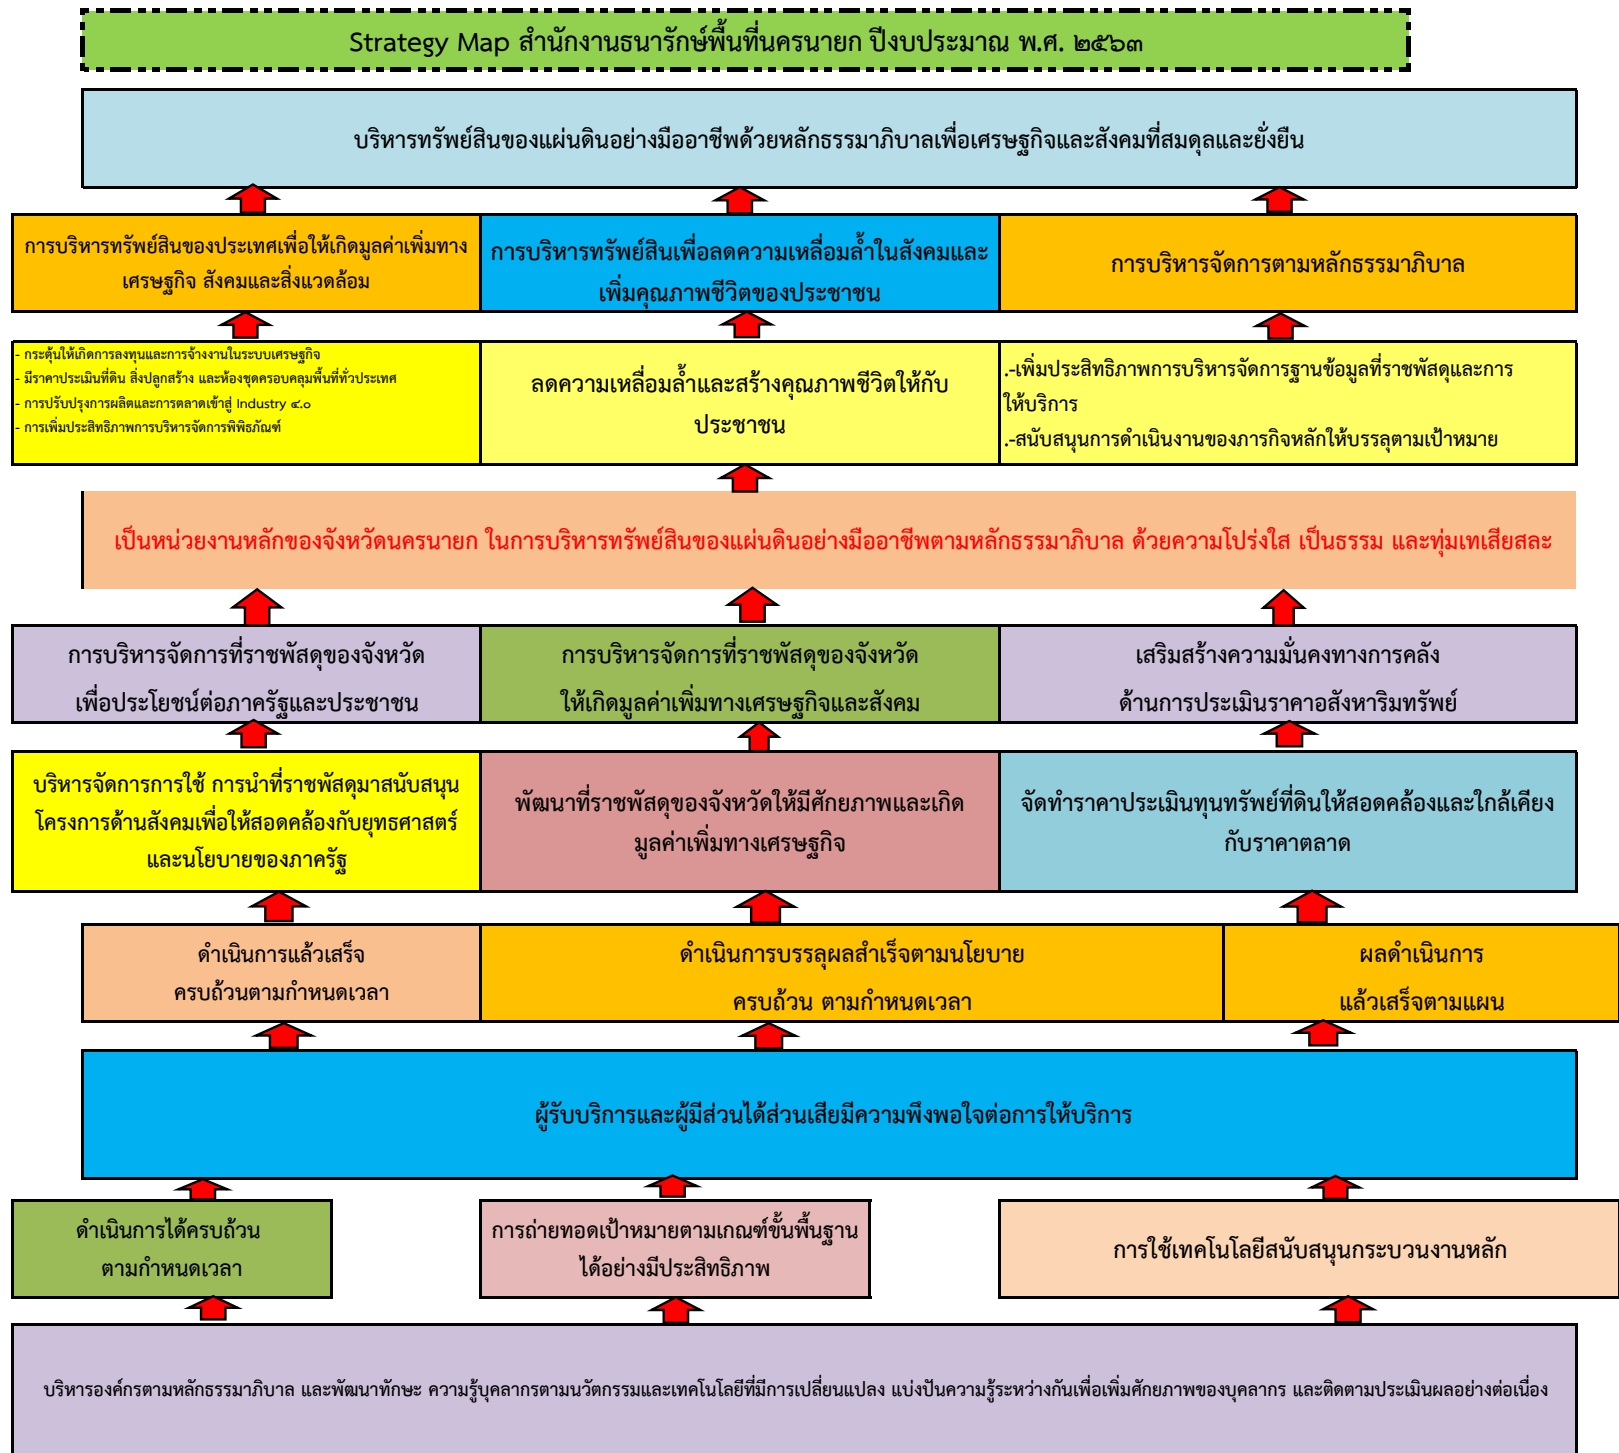 Strategy Map สำนักงานธนารักษ์พื้นที่นครนายก ปีงบประมาณ พ.ศ. ๒๕๖๓
บริหารทรัพย์สินของแผ่นดินอย่างมืออาชีพด้วยหลักธรรมาภิบาลเพื่อเศรษฐกิจและสังคมที่สมดุลและยั่งยืน
การบริหารทรัพย์สินของประเทศเพื่อให้เกิดมูลค่าเพิ่มทาง
เศรษฐกิจ สังคมและสิ่งแวดล้อม
การบริหารทรัพย์สินเพื่อลดความเหลื่อมล้ำในสังคมและ
เพิ่มคุณภาพชีวิตของประชาชน
การบริหารจัดการตามหลักธรรมาภิบาล
- กระตุ้นให้เกิดการลงทุนและการจ้างงานในระบบเศรษฐกิจ
- มีราคาประเมินที่ดิน สิ่งปลูกสร้าง และห้องชุดครอบคลุมพื้นที่ทั่วประเทศ
- การปรับปรุงการผลิตและการตลาดเข้าสู่ Industry ๔.๐
- การเพิ่มประสิทธิภาพการบริหารจัดการพิพิธภัณฑ์
ลดความเหลื่อมล้ำและสร้างคุณภาพชีวิตให้กับ
ประชาชน
.-เพิ่มประสิทธิภาพการบริหารจัดการฐานข้อมูลที่ราชพัสดุและการ
ให้บริการ
.-สนับสนุนการดำเนินงานของภารกิจหลักให้บรรลุตามเป้าหมาย
เป็นหน่วยงานหลักของจังหวัดนครนายก ในการบริหารทรัพย์สินของแผ่นดินอย่างมืออาชีพตามหลักธรรมาภิบาล ด้วยความโปร่งใส เป็นธรรม และทุ่มเทเสียสละ
การบริหารจัดการที่ราชพัสดุของจังหวัด
เพื่อประโยชน์ต่อภาครัฐและประชาชน
การบริหารจัดการที่ราชพัสดุของจังหวัด
ให้เกิดมูลค่าเพิ่มทางเศรษฐกิจและสังคม
เสริมสร้างความมั่นคงทางการคลัง
ด้านการประเมินราคาอสังหาริมทรัพย์
บริหารจัดการการใช้ การนำที่ราชพัสดุมาสนับสนุน
โครงการด้านสังคมเพื่อให้สอดคล้องกับยุทธศาสตร์
และนโยบายของภาครัฐ
พัฒนาที่ราชพัสดุของจังหวัดให้มีศักยภาพและเกิด
มูลค่าเพิ่มทางเศรษฐกิจ
จัดทำราคาประเมินทุนทรัพย์ที่ดินให้สอดคล้องและใกล้เคียง
กับราคาตลาด
ดำเนินการแล้วเสร็จ
ครบถ้วนตามกำหนดเวลา
ดำเนินการบรรลุผลสำเร็จตามนโยบาย
ครบถ้วน ตามกำหนดเวลา
ผลดำเนินการ
แล้วเสร็จตามแผน
ผู้รับบริการและผู้มีส่วนได้ส่วนเสียมีความพึงพอใจต่อการให้บริการ
ดำเนินการได้ครบถ้วน
ตามกำหนดเวลา
การถ่ายทอดเป้าหมายตามเกณฑ์ขั้นพื้นฐาน
ได้อย่างมีประสิทธิภาพ
การใช้เทคโนโลยีสนับสนุนกระบวนงานหลัก
บริหารองค์กรตามหลักธรรมาภิบาล และพัฒนาทักษะ ความรู้บุคลากรตามนวัตกรรมและเทคโนโลยีที่มีการเปลี่ยนแปลง แบ่งปันความรู้ระหว่างกันเพื่อเพิ่มศักยภาพของบุคลากร และติดตามประเมินผลอย่างต่อเนื่อง